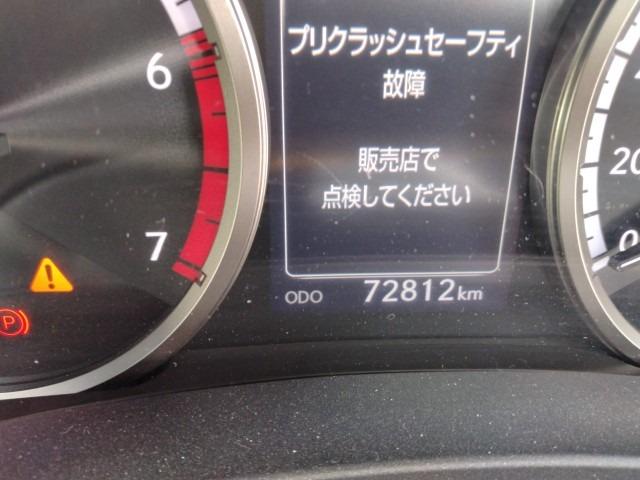 プリクラッシュセーフティ
故障
販売店で
点検してください
6
7
20
0
P
ODO 72812km